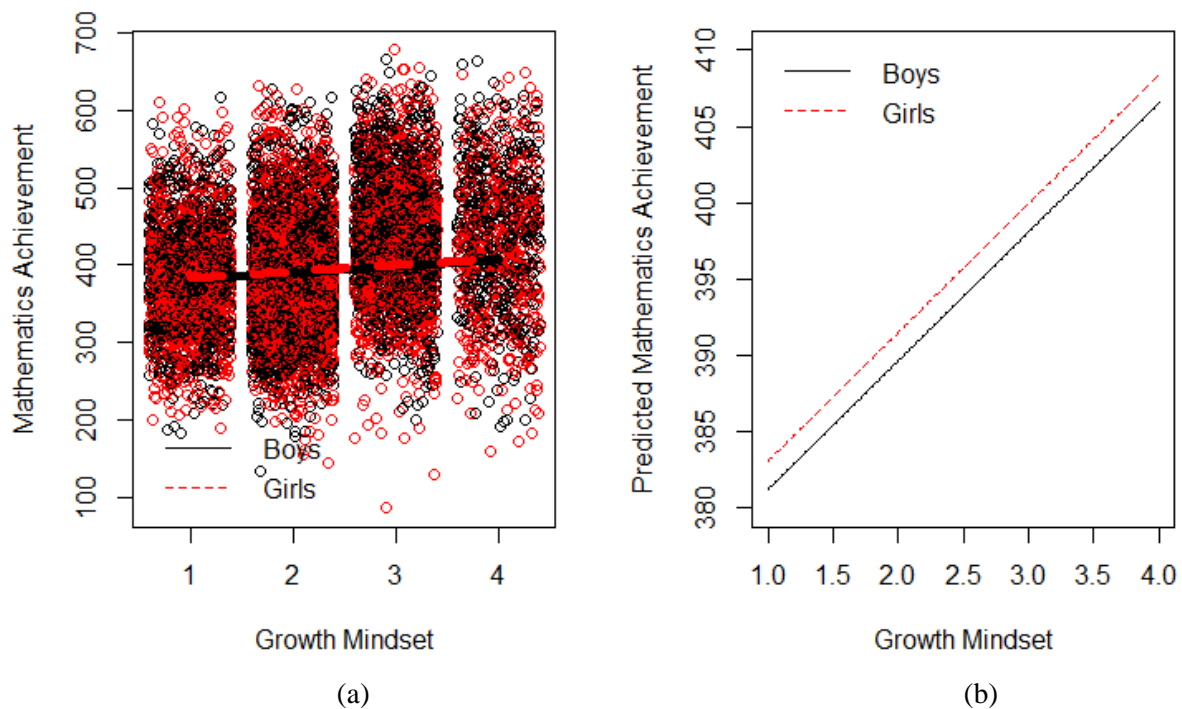 Mathematics Achievement
700
600
500
400
300
200
100
Boys
Girls
1 2 3 4
Growth Mindset
(a)
Predicted Mathematics Achievement
410
405
400
395
390
385
380
Boys
Girls
1.0 1.5 2.0 2.5 3.0 3.5 4.0
Growth Mindset
(b)